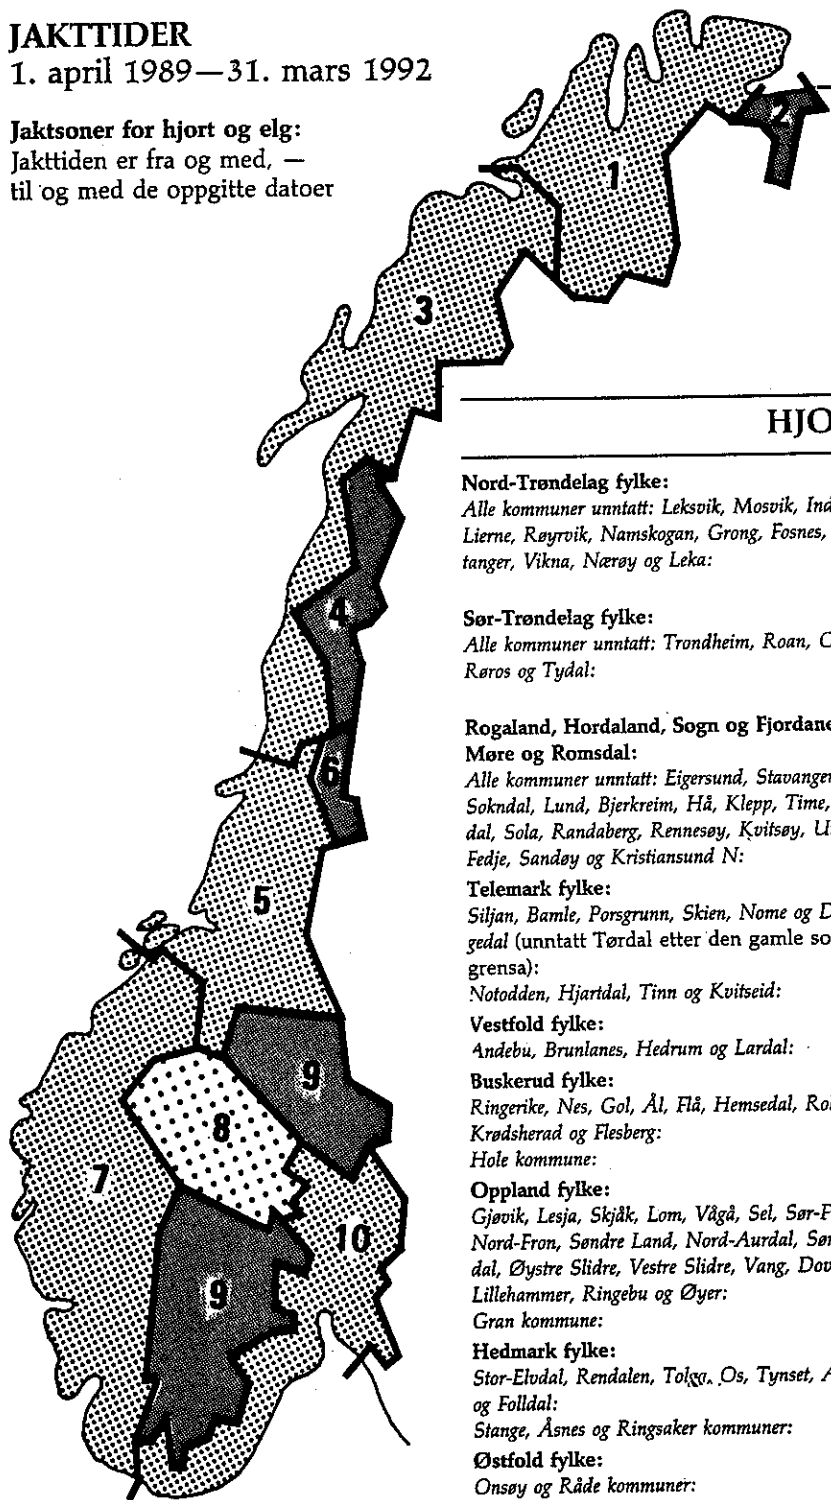 JAKTTIDER
1. april 1989—31. mars 1992
Jaktsoner for hjort og elg:
Jakttiden er fra og med, —
til og med de oppgitte datoer
1
2
3
4
6
5
9
8
7
10
9
HJO
Nord-Trøndelag fylke:
Alle kommuner unntatt: Leksvik, Mosvik, Ind
Lierne, Røyrvik, Namskogan, Grong, Fosnes,
tanger, Vikna, Nærøy og Leka:
Sør-Trøndelag fylke:
Alle kommuner unntatt: Trondheim, Roan,
Røros og Tydal:
Rogaland, Hordaland, Sogn og Fjordane
Møre og Romsdal:
Alle kommuner unntatt: Eigersund, Stavanger
Sokndal, Lund, Bjerkreim, Hå, Klepp, Time,
dal, Sola, Randaberg, Rennesøy, Kvitsøy, U
Fedje, Sandøy og Kristiansund N:
Telemark fylke:
Siljan, Bamle, Porsgrunn, Skien, Nome og D
gedal (unntatt Tørdal etter den gamle so
grensa):
Notodden, Hjartdal, Tinn og Kvitseid:
Vestfold fylke:
Andebu, Brunlanes, Hedrum og Lardal:
Buskerud fylke:
Ringerike, Nes, Gol, Ål, Flå, Hemsedal, Rol
Krødsherad og Flesberg:
Hole kommune:
Oppland fylke:
Gjøvik, Lesja, Skjåk, Lom, Vågå, Sel, Sør-F
Nord-Fron, Søndre Land, Nord-Aurdal, Sør
dal, Øystre Slidre, Vestre Slidre, Vang, Dov
Lillehammer, Ringebu og Øyer:
Gran kommune:
Hedmark fylke:
Stor-Elvdal, Rendalen, Tolga, Os, Tynset, A
og Folldal:
Stange, Åsnes og Ringsaker kommuner:
Østfold fylke:
Onsøy og Råde kommuner: